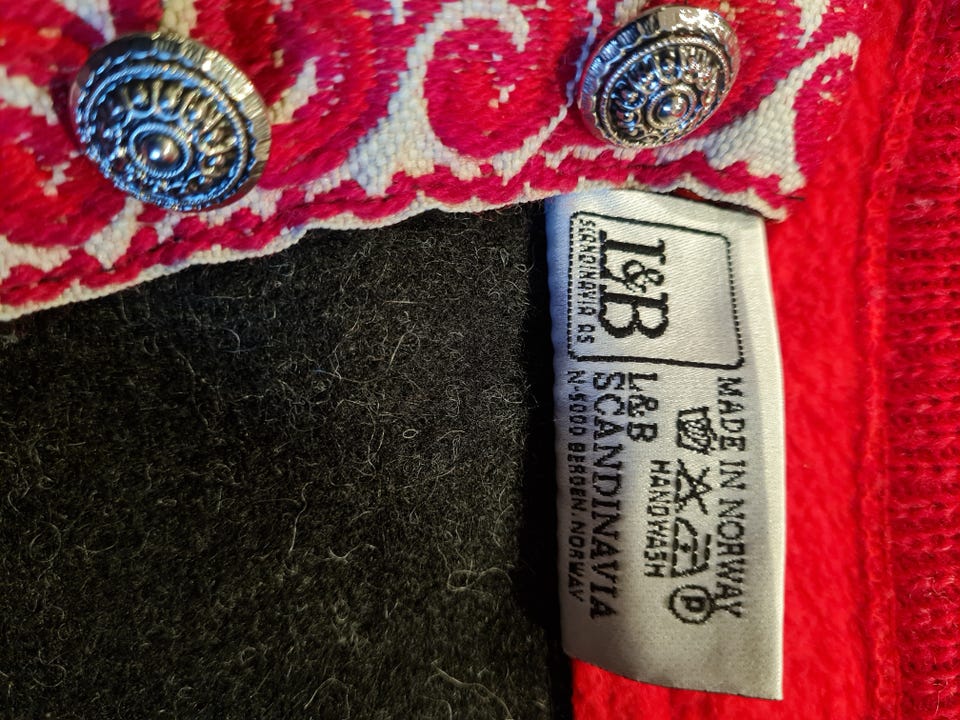 L&B
SCANDINAVIA AS
MADE IN NORWAY
P
HANDWASH
L&B
SCANDINAVIA
N-5000 BERGEN, NORWAY